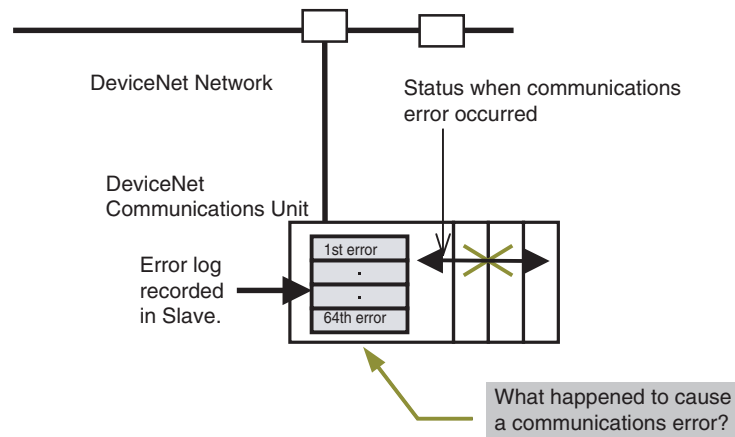 DeviceNet Network
Status when communications
error occurred
DeviceNet
Communications Unit
1st error
.
.
64th error
Error log
recorded
in Slave.
What happened to cause
a communications error?